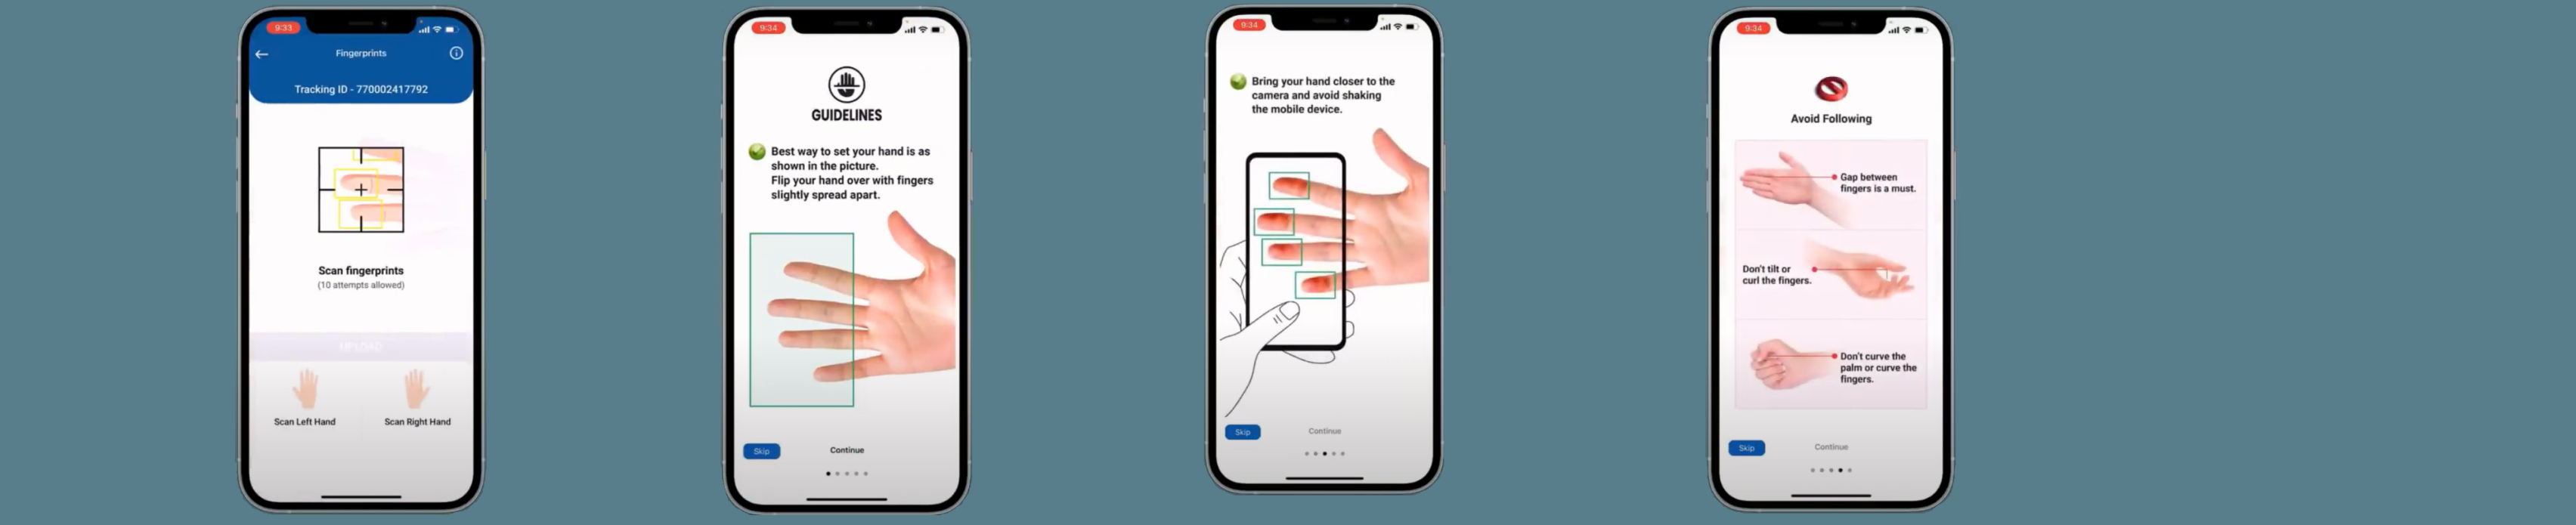 9:33
Fingerprints
Tracking ID - 770002417792
Scan fingerprints
(10 attempts allowed)
UPLOAD
Scan Left Hand
Scan Right Hand
9:34
GUIDELINES
Best way to set your hand is as
shown in the picture.
Flip your hand over with fingers
slightly spread apart.
Skip
Continue
9:34
Bring your hand closer to the
camera and avoid shaking
the mobile device.
Skip
Continue
9:34
Avoid Following
Gap between
fingers is a must.
Don't tilt or
curl the fingers.
Don't curve the
palm or curve the
fingers.
Skip
Continue